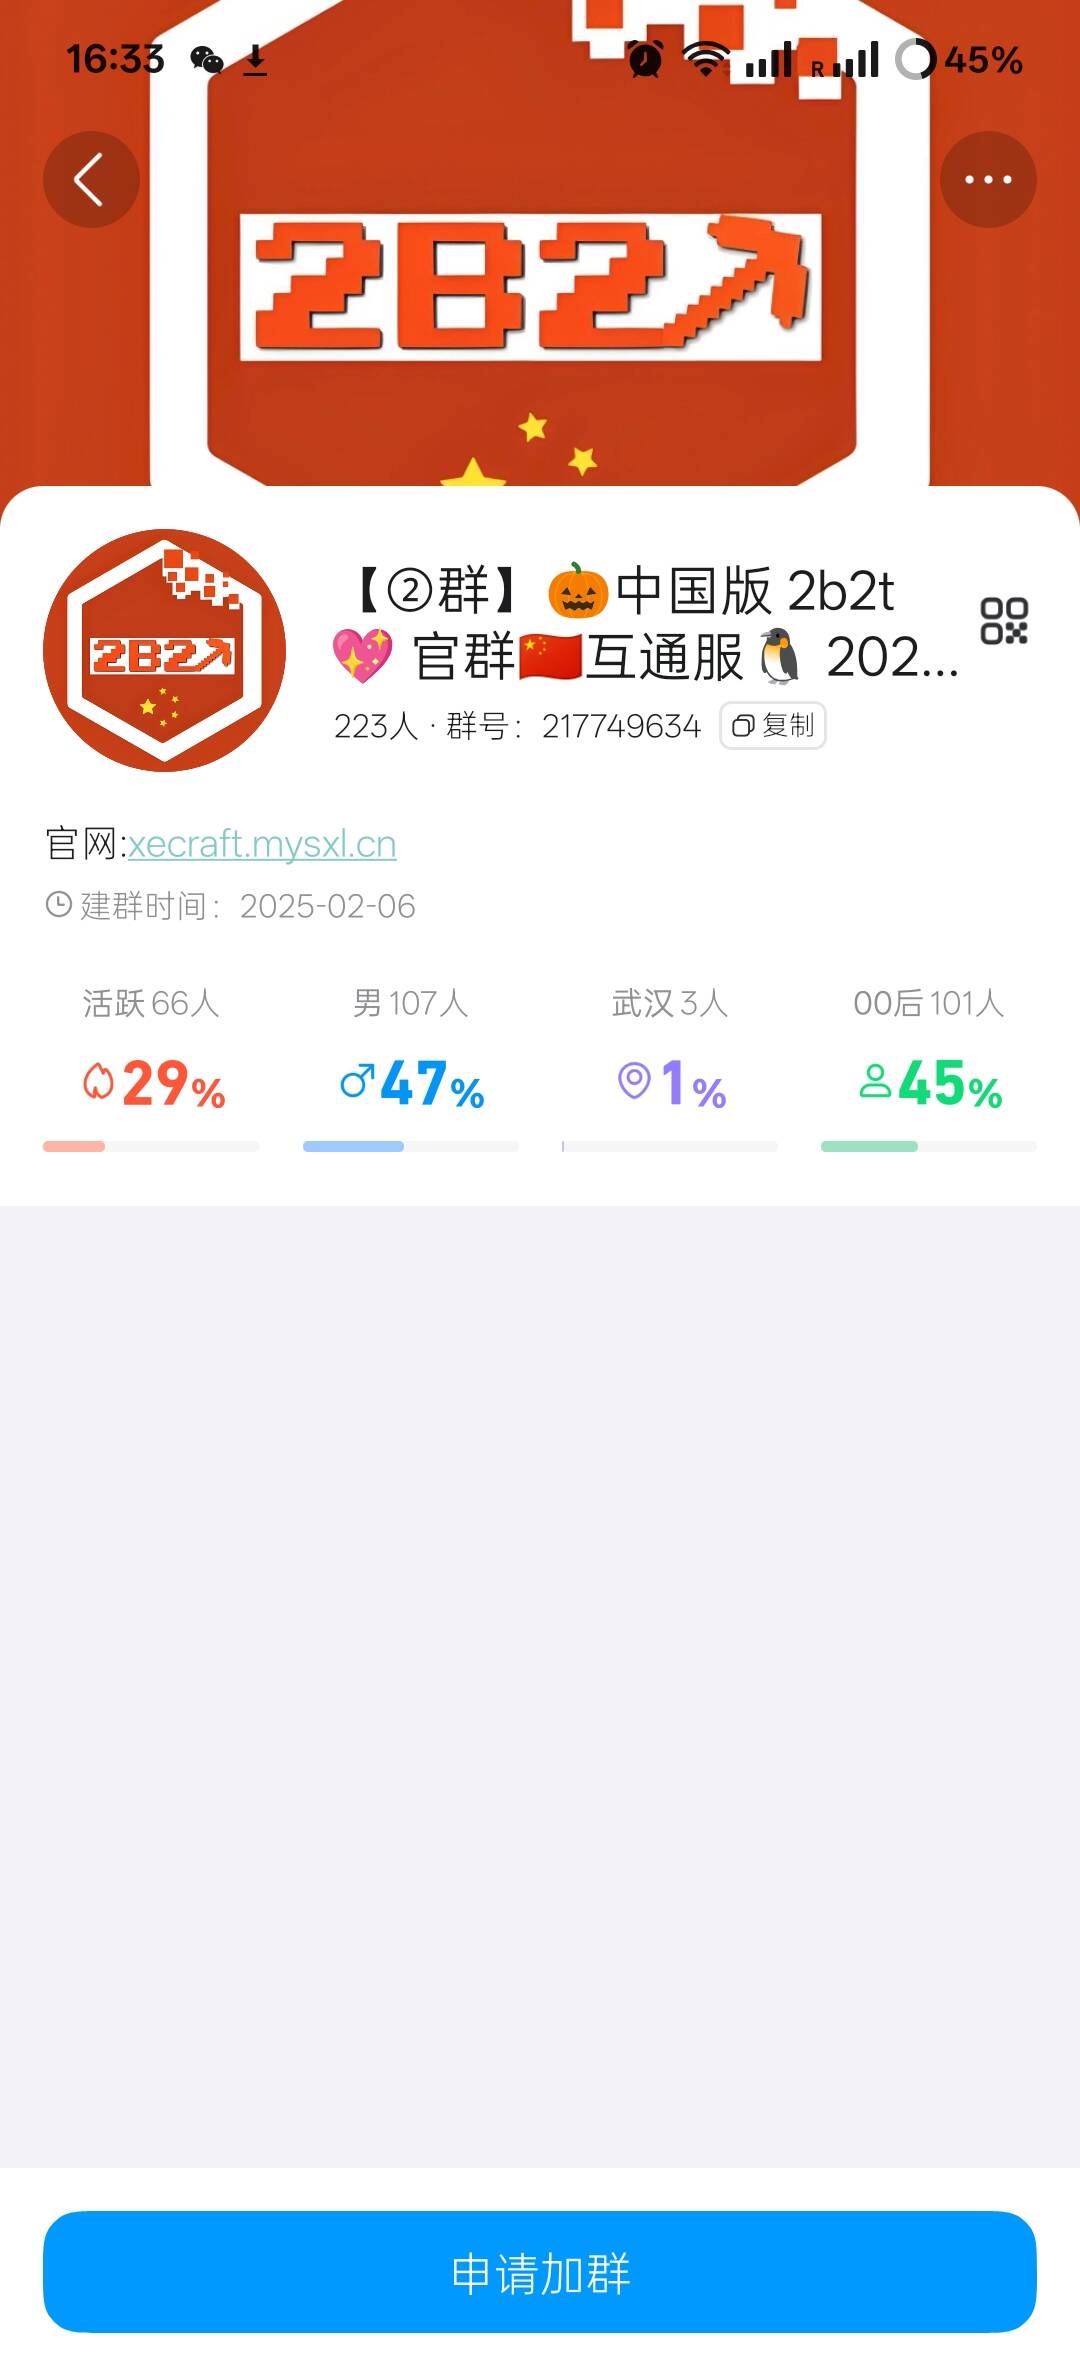 16:33 R 45%
2B2
【②群】🎃中国版 2b2t
💖 官群🇨🇳互通服🐧 202...
2B2
223人 · 群号：217749634 复制
官网:xecraft.mysxl.cn
建群时间：2025-02-06
活跃 66人 男 107人 武汉 3人 00后 101人
29% 47% 1% 45%
申请加群